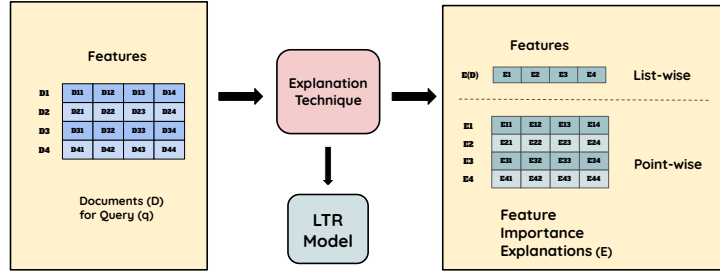 Features
D1 D11 D12 D13 D14
D2 D21 D22 D23 D24
D3 D31 D32 D33 D34
D4 D41 D42 D43 D44
Documents (D)
for Query (q)
Explanation
Technique
LTR
Model
Features
E(D) E1 E2 E3 E4 List-wise
E1 E11 E12 E13 E14
E2 E21 E22 E23 E24
E3 E31 E32 E33 E34
E4 E41 E42 E43 E44
Point-wise
Feature
Importance
Explanations (E)